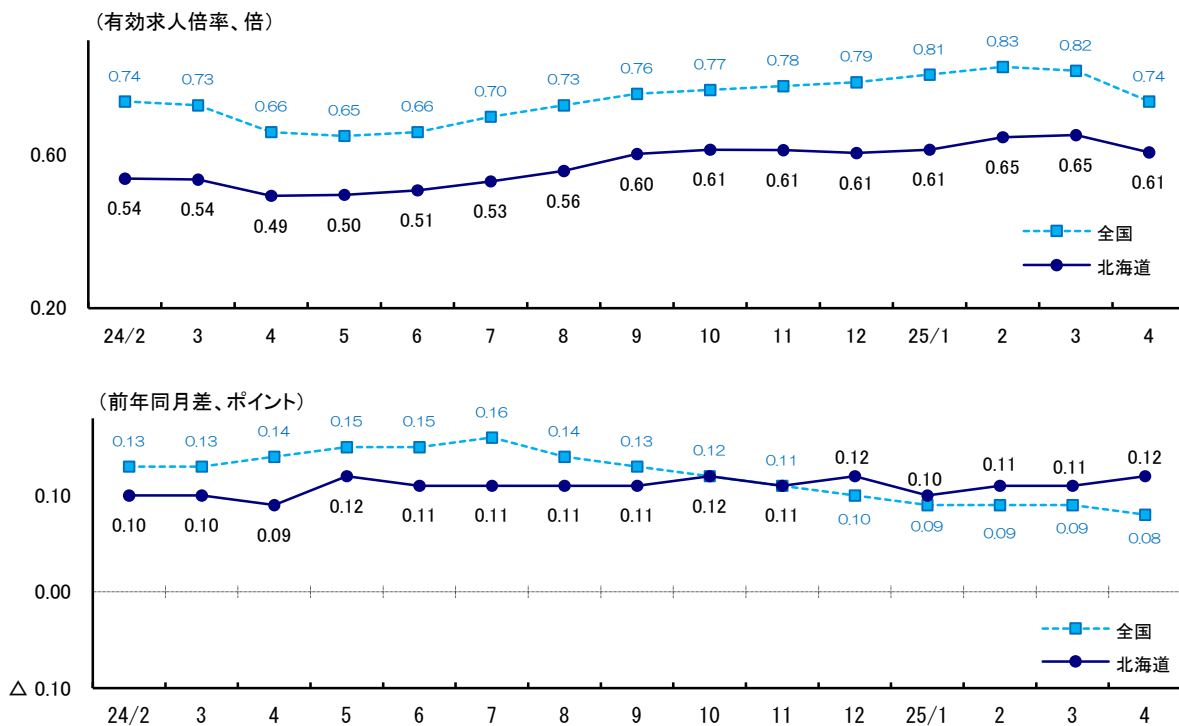 （有効求人倍率、倍）
0.74 0.73 0.66 0.65 0.66 0.70 0.73 0.76 0.77 0.78 0.79 0.81 0.83 0.82 0.74
0.60
0.54 0.54 0.49 0.50 0.51 0.53 0.56 0.60 0.61 0.61 0.61 0.61 0.65 0.65 0.61
全国
北海道
0.20
24/2 3 4 5 6 7 8 9 10 11 12 25/1 2 3 4
（前年同月差、ポイント）
0.13 0.13 0.14 0.15 0.15 0.16 0.14 0.13 0.12 0.11 0.12 0.10 0.11 0.11 0.12
0.10
0.10 0.10 0.09 0.12 0.11 0.11 0.11 0.11 0.12 0.11 0.10 0.09 0.09 0.09 0.08
0.00
全国
北海道
△ 0.10
24/2 3 4 5 6 7 8 9 10 11 12 25/1 2 3 4